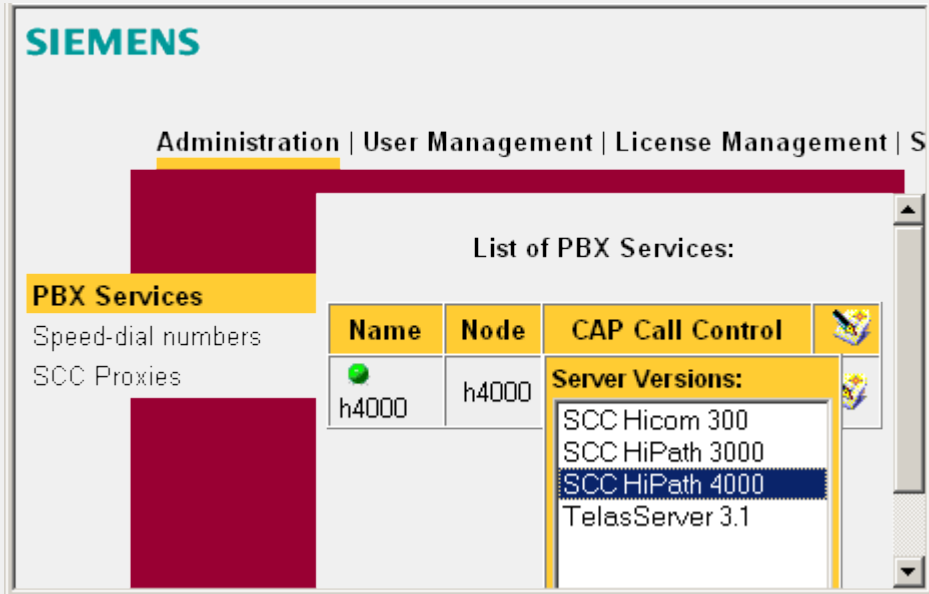 SIEMENS
Administration | User Management | License Management | S
List of PBX Services:
PBX Services
Speed-dial numbers
SCC Proxies
Name Node CAP Call Control
h4000 h4000
Server Versions:
SCC Hicom 300
SCC HiPath 3000
SCC HiPath 4000
TelasServer 3.1